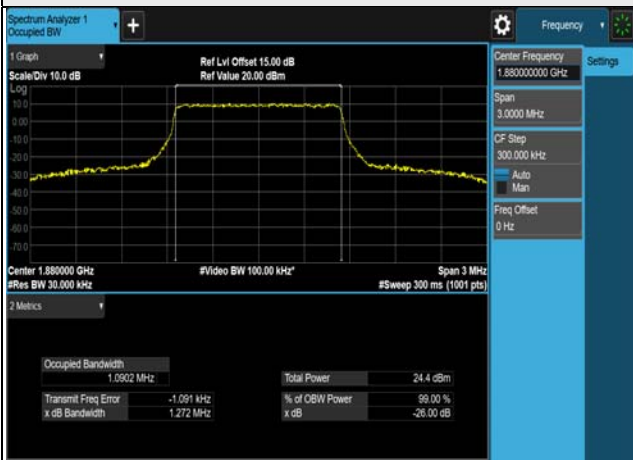 Spectrum Analyzer 1
Occupied BW
+
Frequency
1 Graph
Scale/Div 10.0 dB
Ref Lvl Offset 15.00 dB
Ref Value 20.00 dBm
Log
10.0
0.00
-10.0
-20.0
-30.0
-40.0
-50.0
-60.0
-70.0
Center 1.880000 GHz
#Video BW 100.00 kHz*
Span 3 MHz
#Res BW 30.000 kHz
#Sweep 300 ms (1001 pts)
2 Metrics
Occupied Bandwidth
1.0902 MHz
Total Power 24.4 dBm
Transmit Freq Error -1.091 kHz
% of OBW Power 99.00 %
x dB Bandwidth 1.272 MHz
x dB -26.00 dB
Center Frequency
1.880000000 GHz
Settings
Span
3.0000 MHz
CF Step
300.000 kHz
Auto
Man
Freq Offset
0 Hz